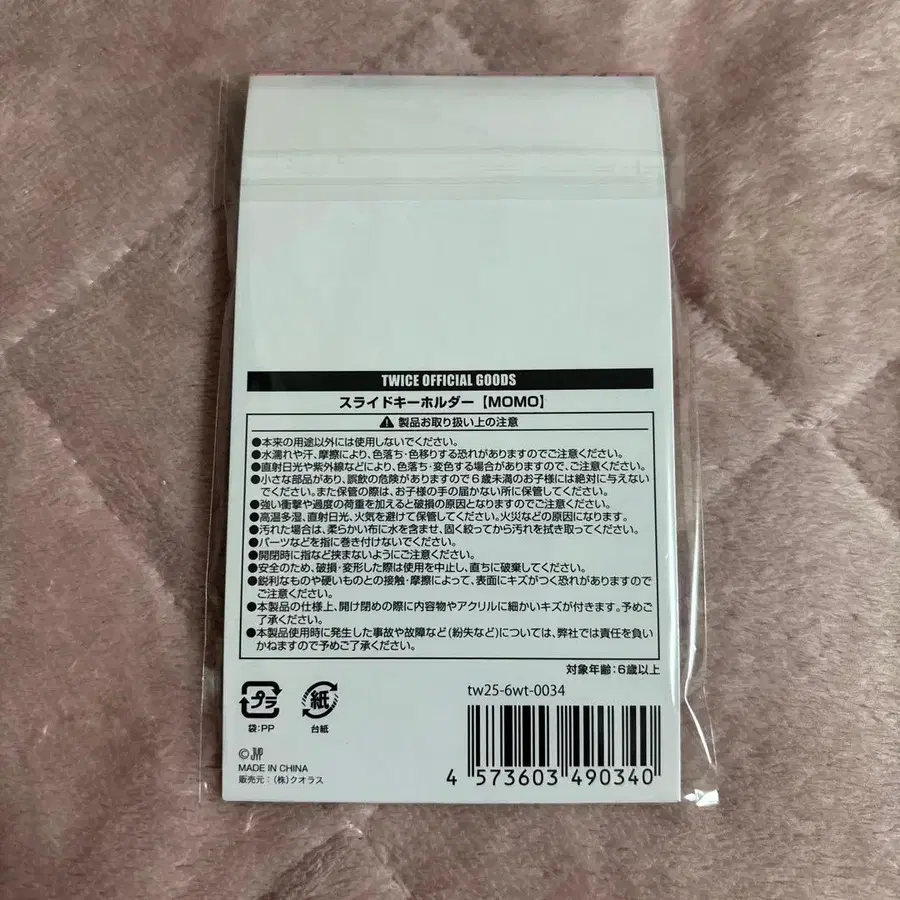 TWICE OFFICIAL GOODS
スライドキーホルダー【MOMO】
⚠ 製品お取り扱い上の注意
●本来の用途以外には使用しないでください。
●水濡れや汗、摩擦により、色落ち・色移りする恐れがありますのでご注意ください。
●直射日光や紫外線などにより、色落ち・変色する場合がありますので、ご注意ください。
●小さな部品があり、誤飲の危険がありますので6歳未満のお子様には絶対に与えない
でください。また保管の際は、お子様の手の届かない所に保管してください。
●強い衝撃や過度の荷重を加えると破損の原因となりますのでご注意ください。
●高温多湿、直射日光、火気を避けて保管してください。火災などの原因になります。
●汚れた場合は、柔らかい布に水を含ませ、固く絞ってから汚れを拭き取ってください。
●パーツなどを指に巻き付けないでください。
●開閉時に指など挟まないようにご注意ください。
●安全のため、破損・変形した際は使用を中止し、直ちに破棄してください。
●鋭利なものや硬いものとの接触・摩擦によって、表面にキズがつく恐れがありますので
ご注意ください。
●本製品の仕様上、開け閉めの際に内容物やアクリルに細かいキズが付きます。予めご
了承ください。
●本製品使用時に発生した事故や故障など(紛失など)については、弊社では責任を負い
かねますので予めご了承ください。
対象年齢:6歳以上
プラ
袋:PP
紙
台紙
tw25-6wt-0034
©JYP
MADE IN CHINA
販売元:(株)クオラス
4 573603 490340